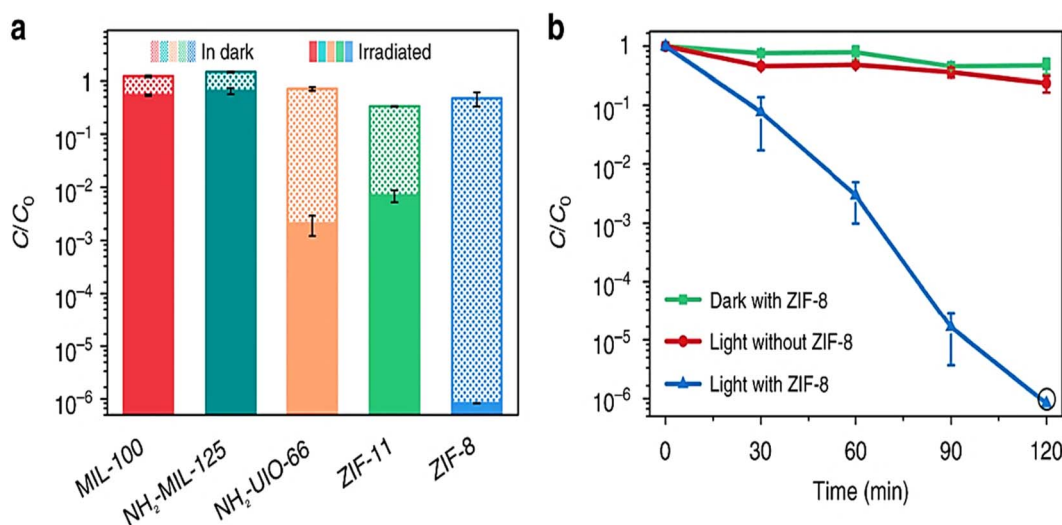 a
In dark
Irradiated
C/C₀
1
10⁻¹
10⁻²
10⁻³
10⁻⁴
10⁻⁵
10⁻⁶
MIL-100
NH₂-MIL-125
NH₂-UIO-66
ZIF-11
ZIF-8
b
C/C₀
1
10⁻¹
10⁻²
10⁻³
10⁻⁴
10⁻⁵
10⁻⁶
Dark with ZIF-8
Light without ZIF-8
Light with ZIF-8
0 30 60 90 120
Time (min)